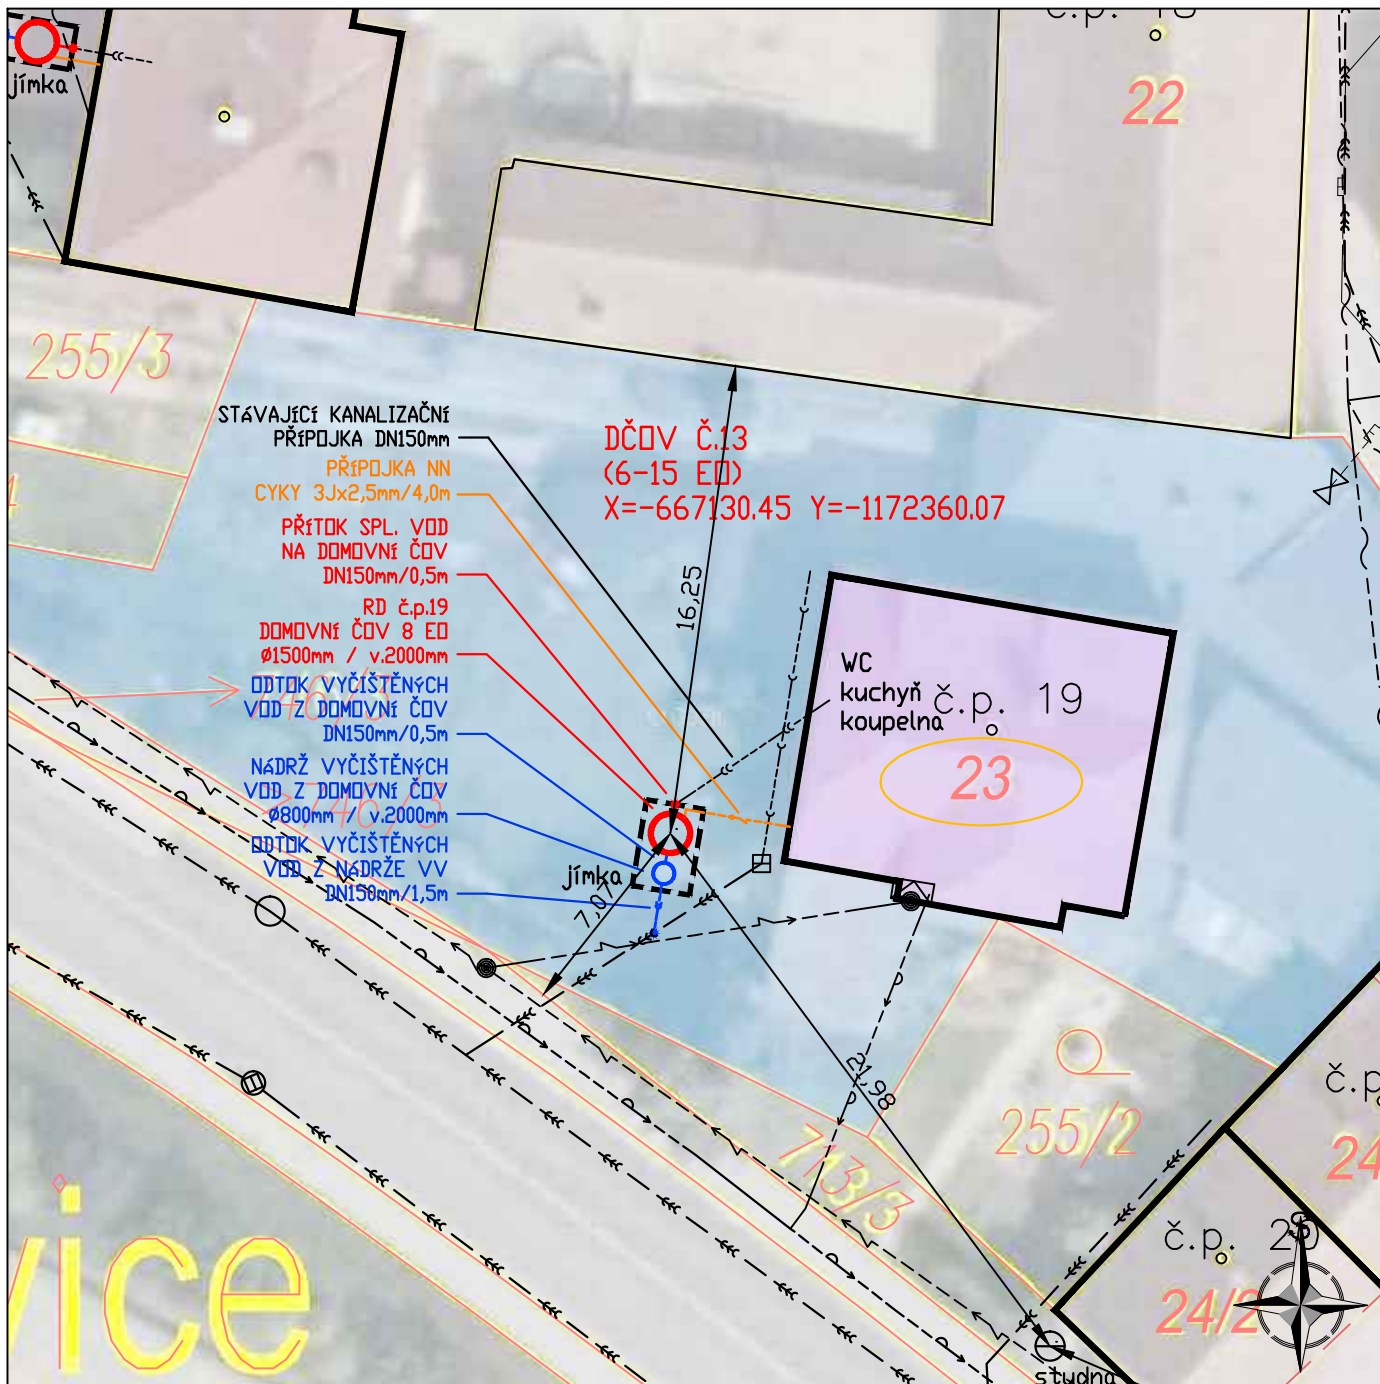 č.p. 18
22
jímka
255/3
STÁVAJÍCÍ KANALIZAČNÍ
PŘÍPOJKA DN150mm
PŘÍPOJKA NN
CYKY 3Jx2,5mm/4,0m
PŘÍTOK SPL. VOD
NA DOMOVNÍ ČOV
DN150mm/0,5m
RD č.p.19
DOMOVNÍ ČOV 8 EO
Ø1500mm / v.2000mm
ODTOK VYČIŠTĚNÝCH
VOD Z DOMOVNÍ ČOV
DN150mm/0,5m
NÁDRŽ VYČIŠTĚNÝCH
VOD Z DOMOVNÍ ČOV
Ø800mm / v.2000mm
ODTOK VYČIŠTĚNÝCH
VOD Z NÁDRŽE VV
DN150mm/1,5m
DČOV Č.13
(6-15 EO)
X=-667130.45 Y=-1172360.07
16,25
WC
kuchyň
koupelna
č.p. 19
23
746/3
jímka
7,07
21,98
255/2
713/3
č.p.
24
č.p. 20
24/2
S
studna
vice